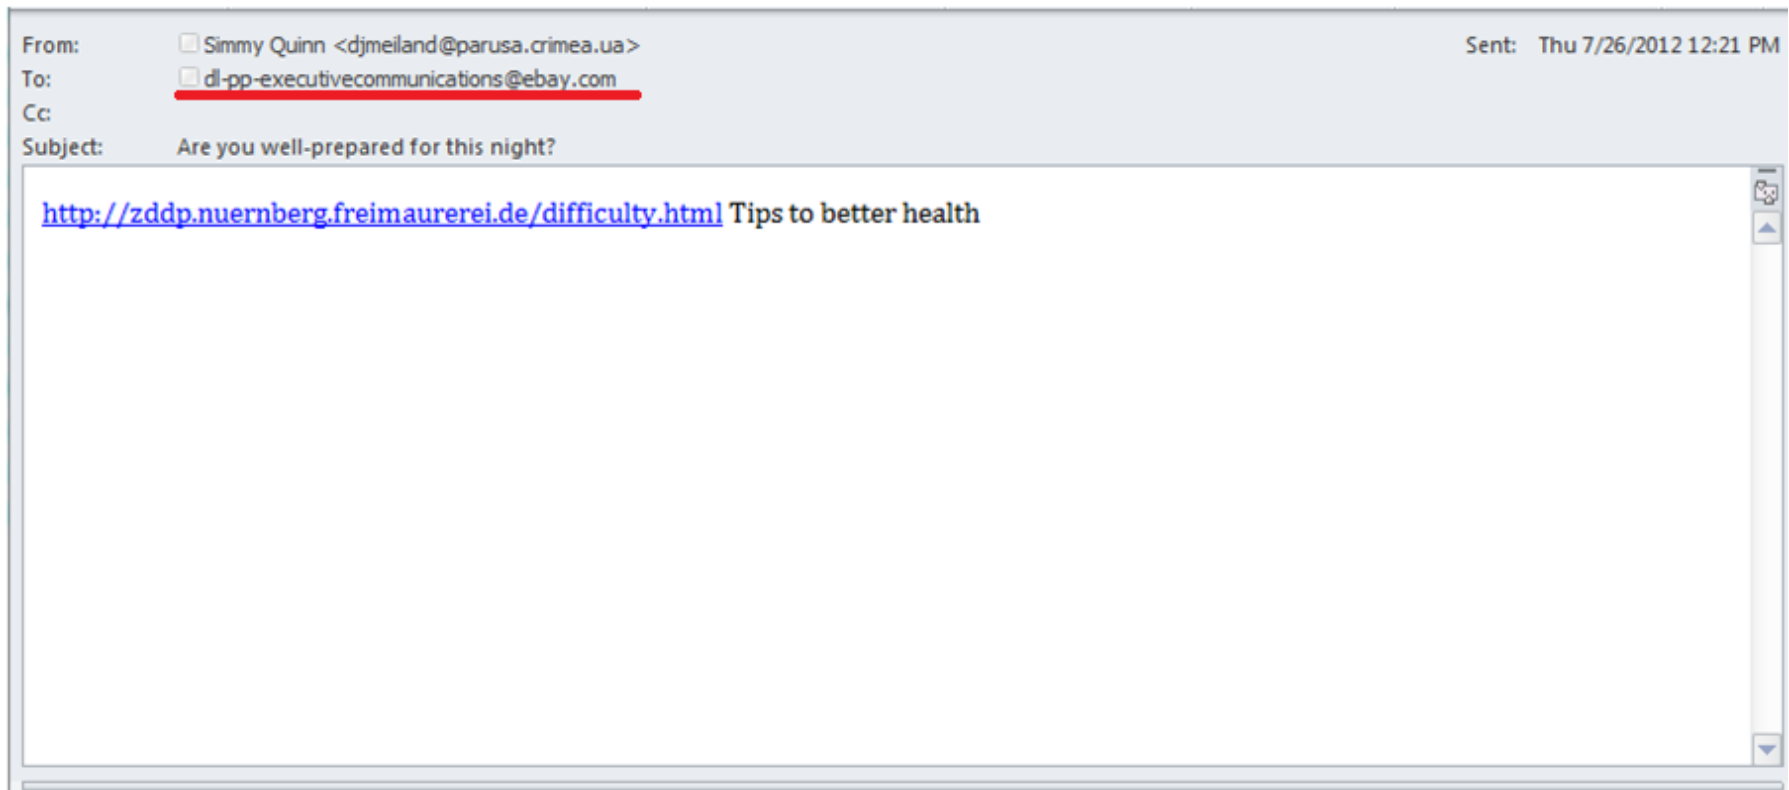 From: Simmy Quinn <djmeiland@parusa.crimea.ua> Sent: Thu 7/26/2012 12:21 PM
To: dl-pp-executivecommunications@ebay.com
Cc:
Subject: Are you well-prepared for this night?
http://zddp.nuernberg.freimaurerei.de/difficulty.html Tips to better health